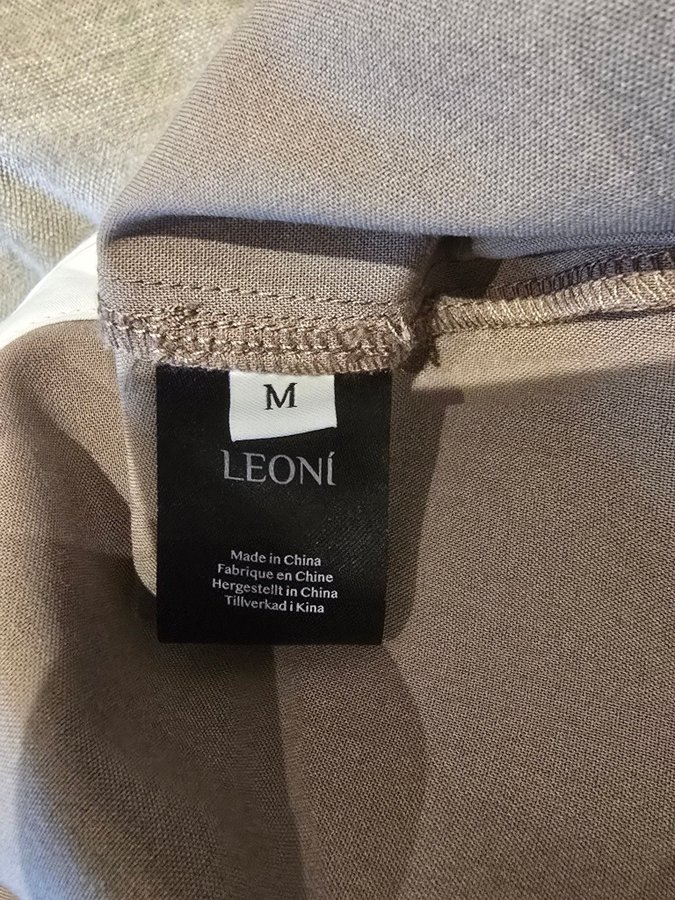 M
LEONÍ
Made in China
Fabrique en Chine
Hergestellt in China
Tillverkad i Kina